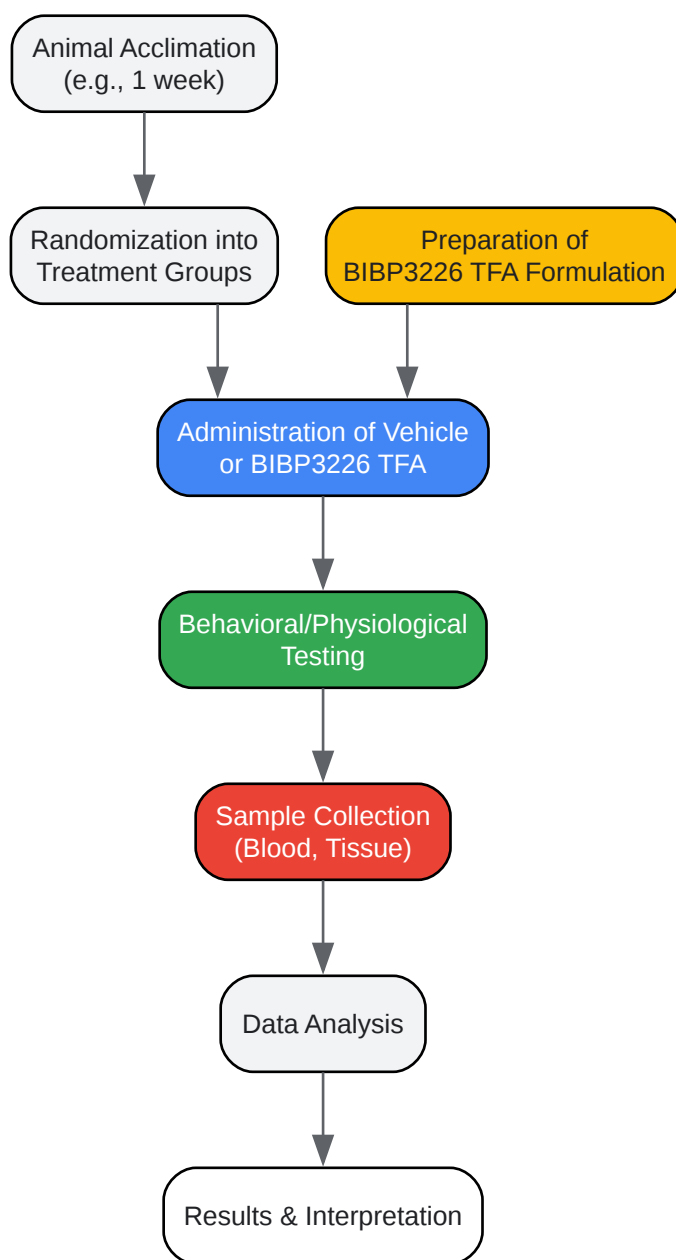 Animal Acclimation
(e.g., 1 week)
Randomization into
Treatment Groups
Preparation of
BIBP3226 TFA Formulation
Administration of Vehicle
or BIBP3226 TFA
Behavioral/Physiological
Testing
Sample Collection
(Blood, Tissue)
Data Analysis
Results & Interpretation